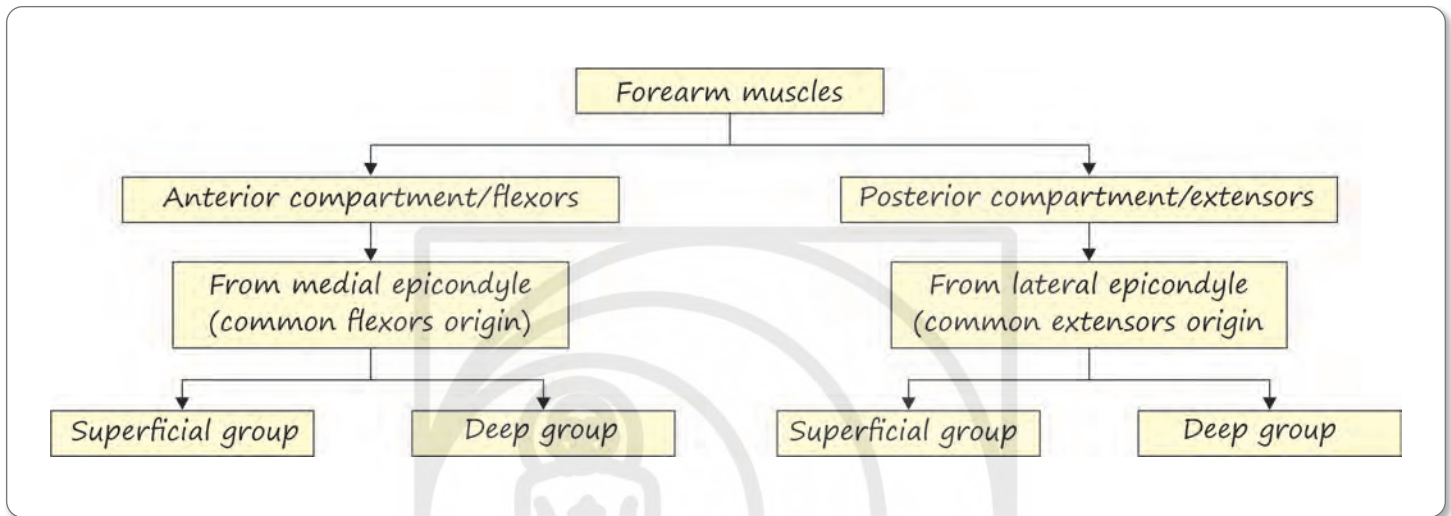 Forearm muscles
Anterior compartment/flexors
Posterior compartment/extensors
From medial epicondyle
(common flexors origin)
From lateral epicondyle
(common extensors origin
Superficial group
Deep group
Superficial group
Deep group